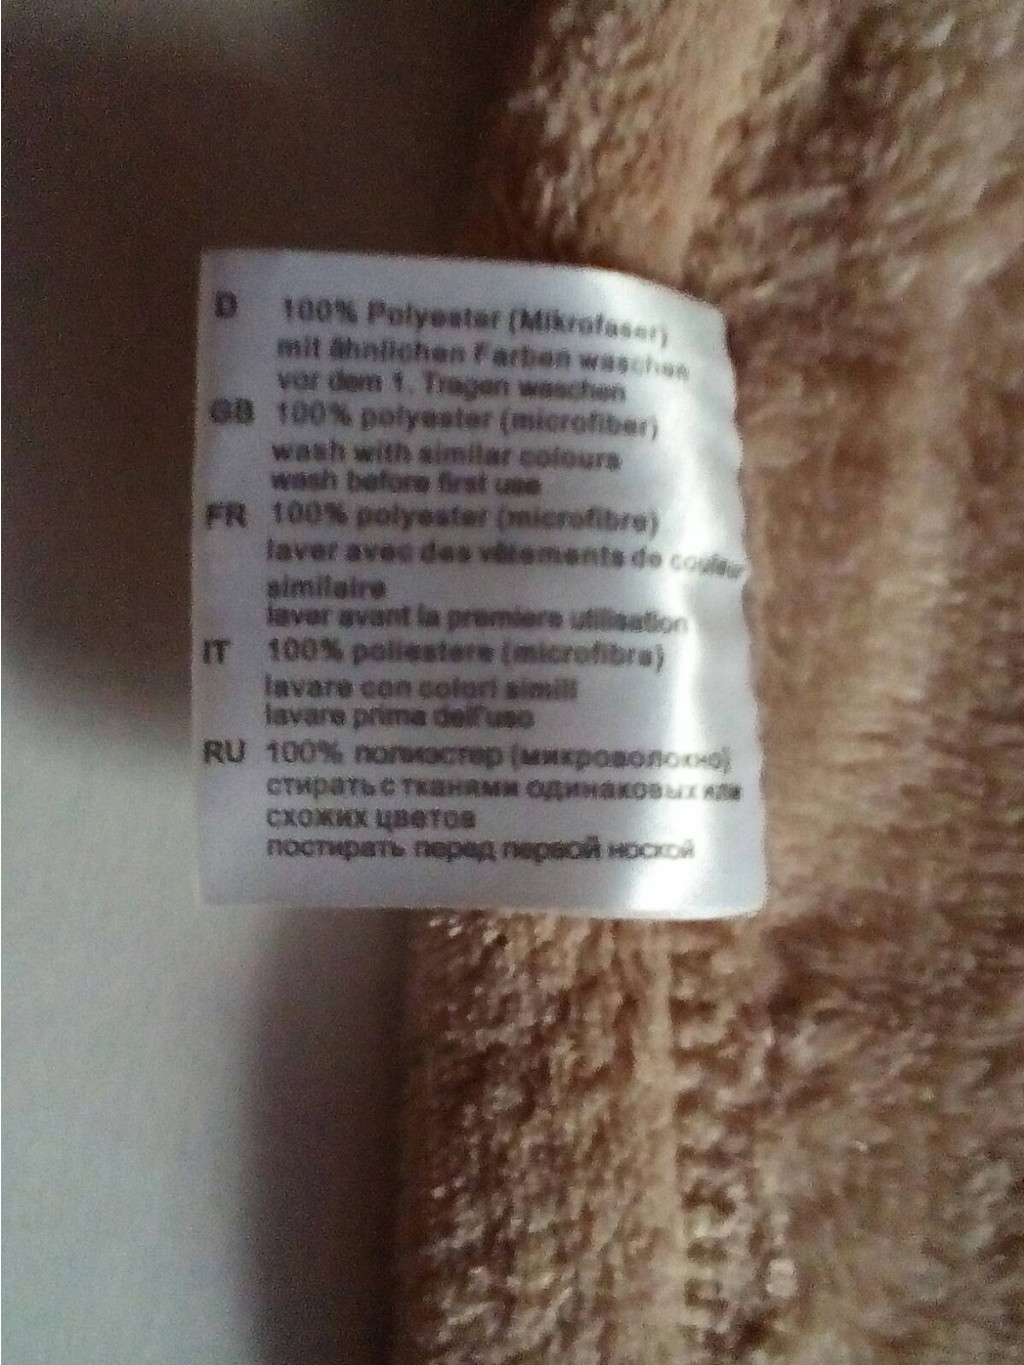 D 100% Polyester (Mikrofaser)
mit ähnlichen Farben waschen
vor dem 1. Tragen waschen
GB 100% polyester (microfiber)
wash with similar colours
wash before first use
FR 100% polyester (microfibre)
laver avec des vêtements de couleur
similaire
laver avant la premiere utilisation
IT 100% poliestere (microfibra)
lavare con colori simili
lavare prima dell'uso
RU 100% полиэстер (микроволокно)
стирать с тканями одинаковых или
схожих цветов
постирать перед первой ноской